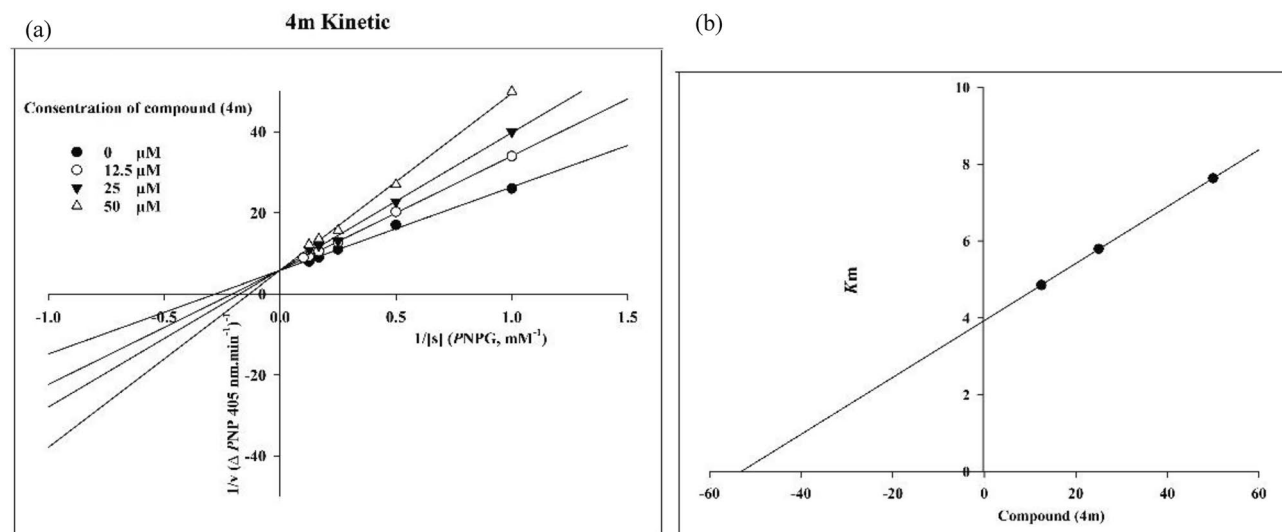 (a)
4m Kinetic
Consentration of compound (4m)
0 µM
12.5 µM
25 µM
50 µM
40
20
0
-20
-40
-1.0
-0.5
0.0
0.5
1.0
1.5
1/[s] (PNPG, mM⁻¹)
1/v (Δ PNP 405 nm.min⁻¹)⁻¹
(b)
10
8
6
4
2
0
Km
-60
-40
-20
0
20
40
60
Compound (4m)